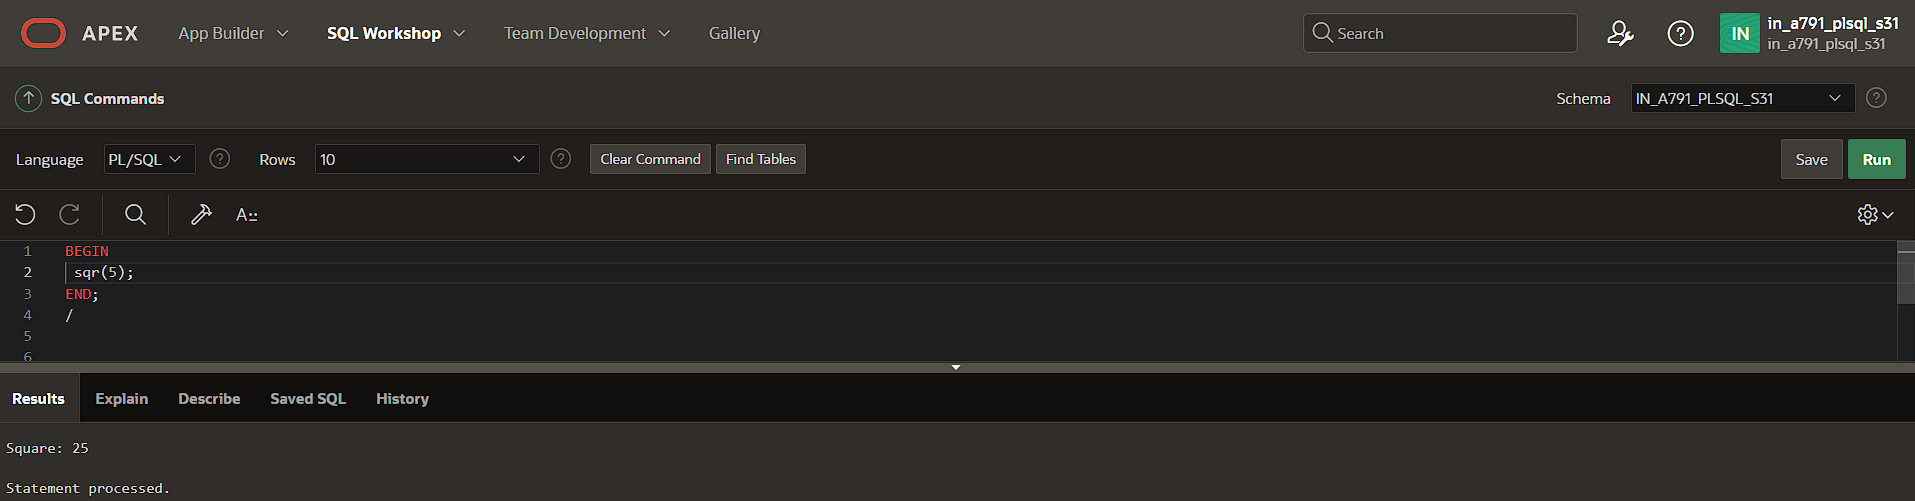 APEX App Builder SQL Workshop Team Development Gallery Search IN in_a791_plsql_s31
in_a791_plsql_s31
SQL Commands Schema IN_A791_PLSQL_S31
Language PL/SQL Rows 10 Clear Command Find Tables Save Run
A::
1 BEGIN
2 sqr(5);
3 END;
4 /
5
6
Results Explain Describe Saved SQL History
Square: 25
Statement processed.